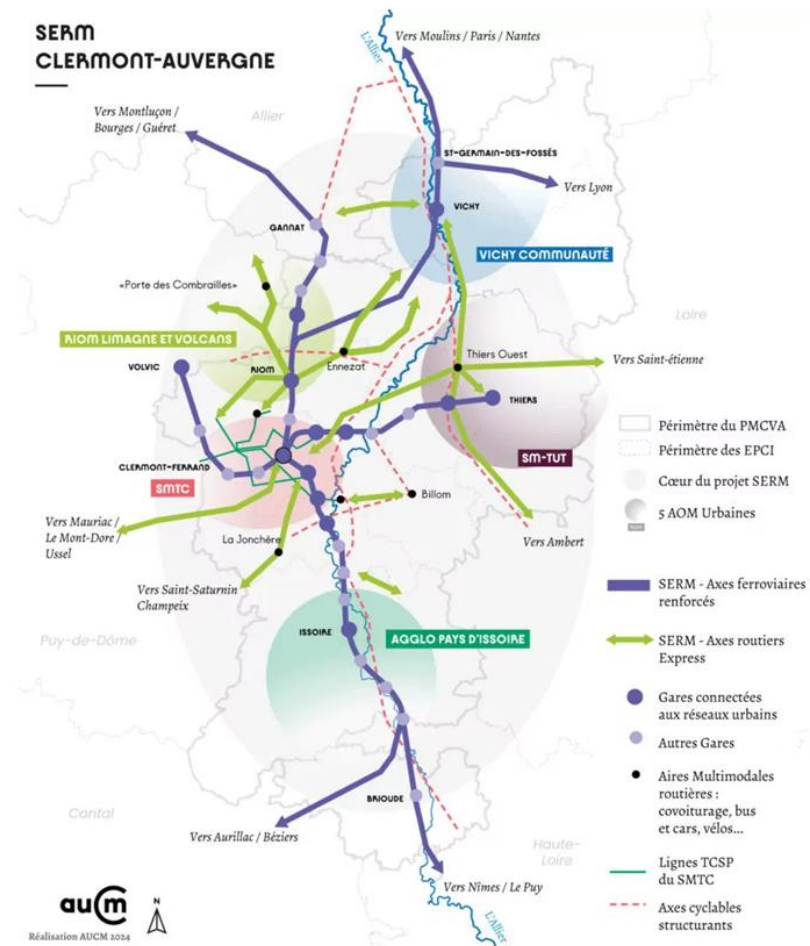 SERM
CLERMONT-AUVERGNE
L'Allier
Vers Moulins / Paris / Nantes
Vers Montluçon /
Bourges / Guéret
Allier
ST-GERMAIN-DES-FOSSÉS
Vers Lyon
VICHY
GANNAT
VICHY COMMUNAUTÉ
«Porte des Combrailles»
Loire
RIOM LIMAGNE ET VOLCANS
VOLVIC
RIOM
Ennezat
Thiers Ouest
Vers Saint-étienne
THIERS
Périmètre du PMCVA
Périmètre des EPCI
CLERMONT-FERRAND
SM-TUT
SMTC
Cœur du projet SERM
Billom
5 AOM Urbaines
Vers Mauriac /
Le Mont-Dore /
Ussel
La Jonchère
Vers Ambert
Vers Saint-Saturnin
Champeix
SERM - Axes ferroviaires
renforcés
Puy-de-Dôme
ISSOIRE
AGGLO PAYS D'ISSOIRE
SERM - Axes routiers
Express
Gares connectées
aux réseaux urbains
Autres Gares
Aires Multimodales
routières :
covoiturage, bus
et cars, vélos...
BRIOUDE
Cantal
Vers Aurillac / Béziers
Haute-
Loire
Lignes TCSP
du SMTC
Vers Nîmes / Le Puy
Axes cyclables
structurants
L'Allier
aucm
N
Réalisation AUCM 2024